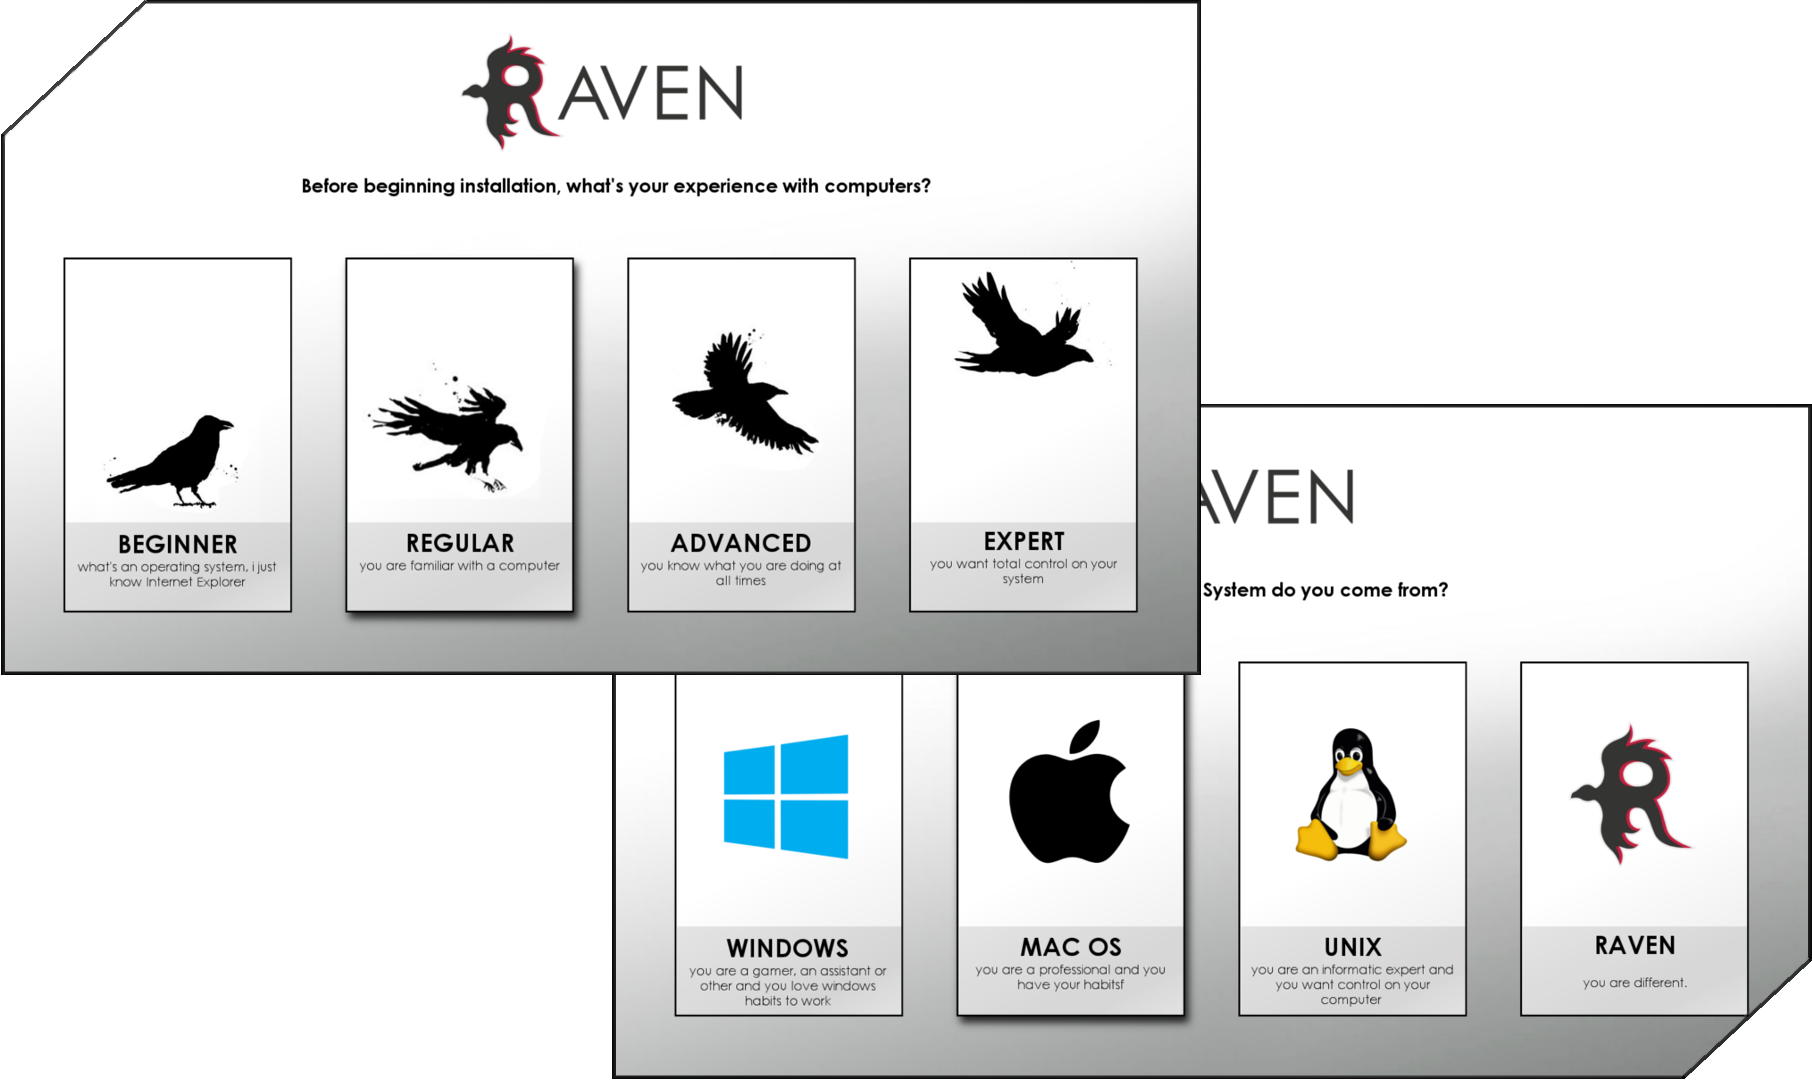 RAVEN
Before beginning installation, what's your experience with computers?
BEGINNER
what's an operating system, i just
know Internet Explorer
REGULAR
you are familiar with a computer
ADVANCED
you know what you are doing at
all times
EXPERT
you want total control on your
system
AVEN
System do you come from?
WINDOWS
you are a gamer, an assistant or
other and you love windows
habits to work
MAC OS
you are a professional and you
have your habitsf
UNIX
you are an informatic expert and
you want control on your
computer
RAVEN
you are different.